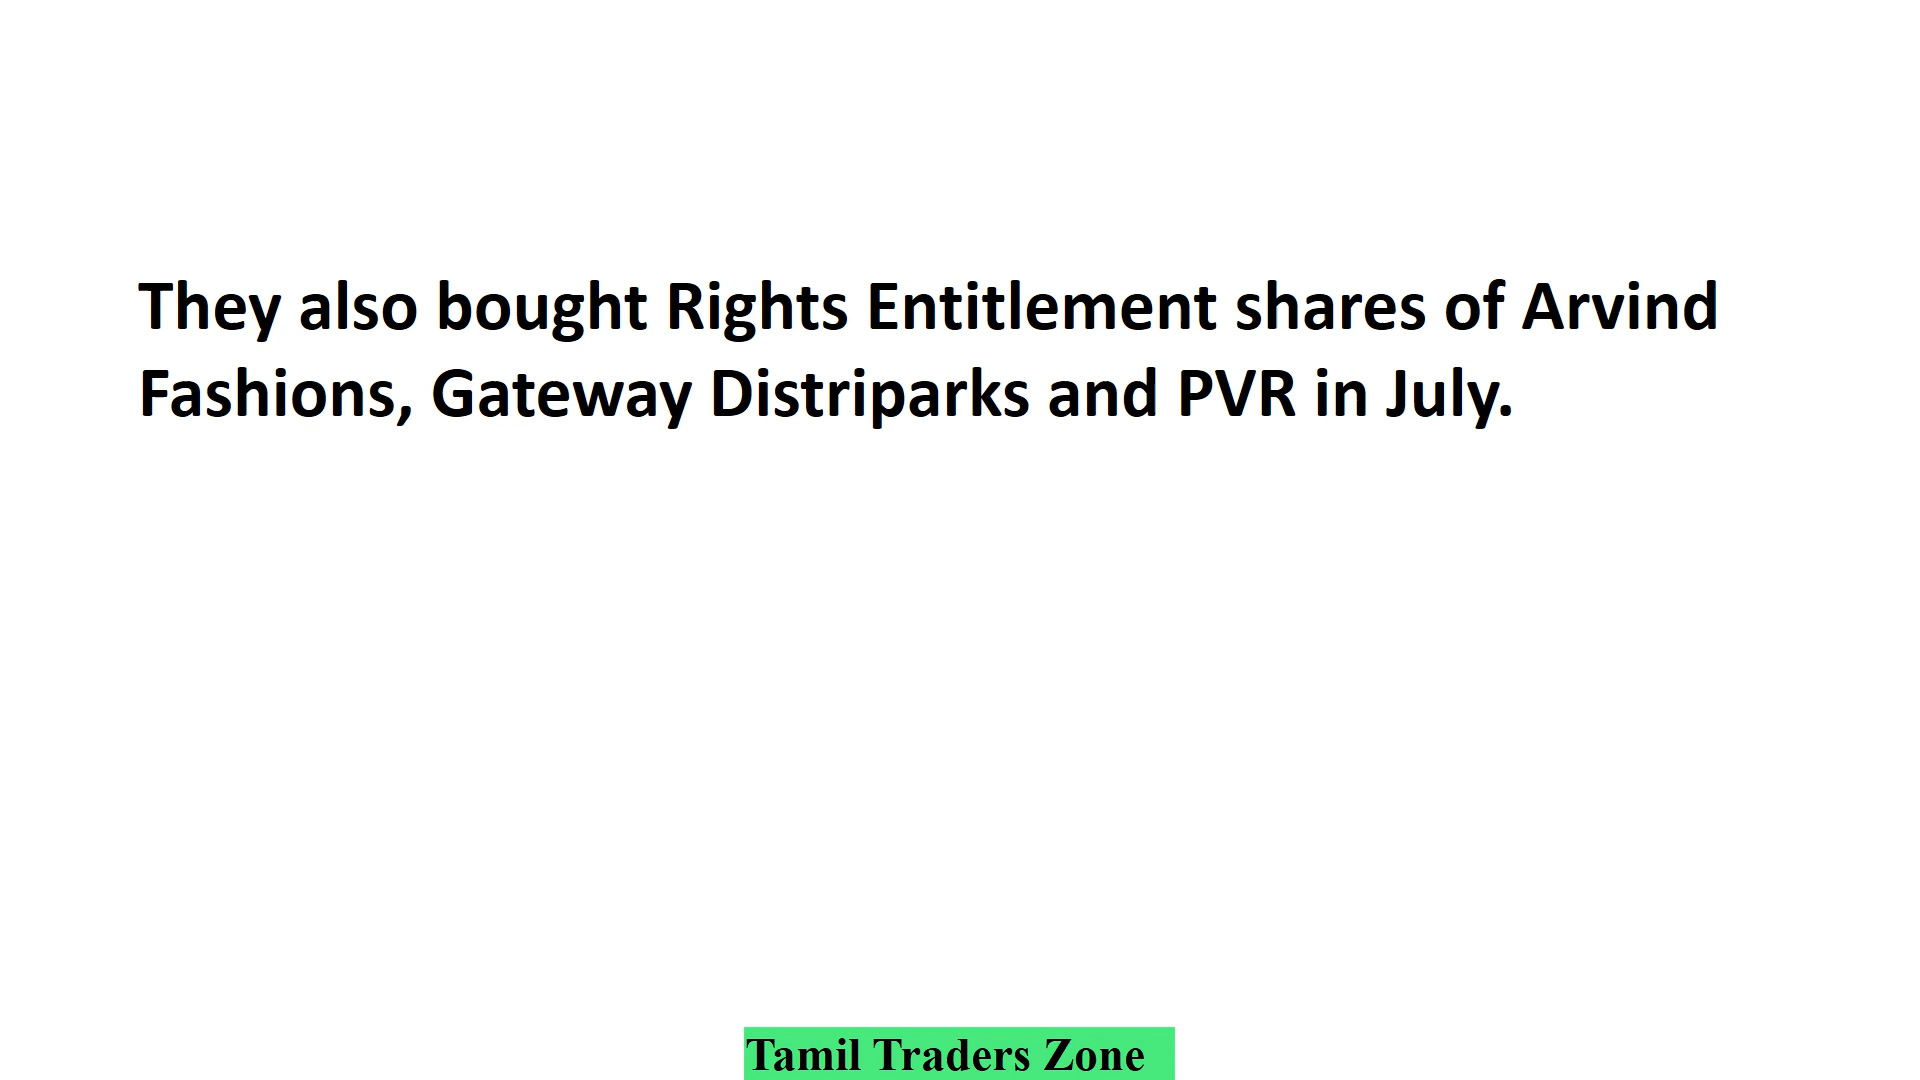 They also bought Rights Entitlement shares of Arvind
Fashions, Gateway Distriparks and PVR in July.
Tamil Traders Zone